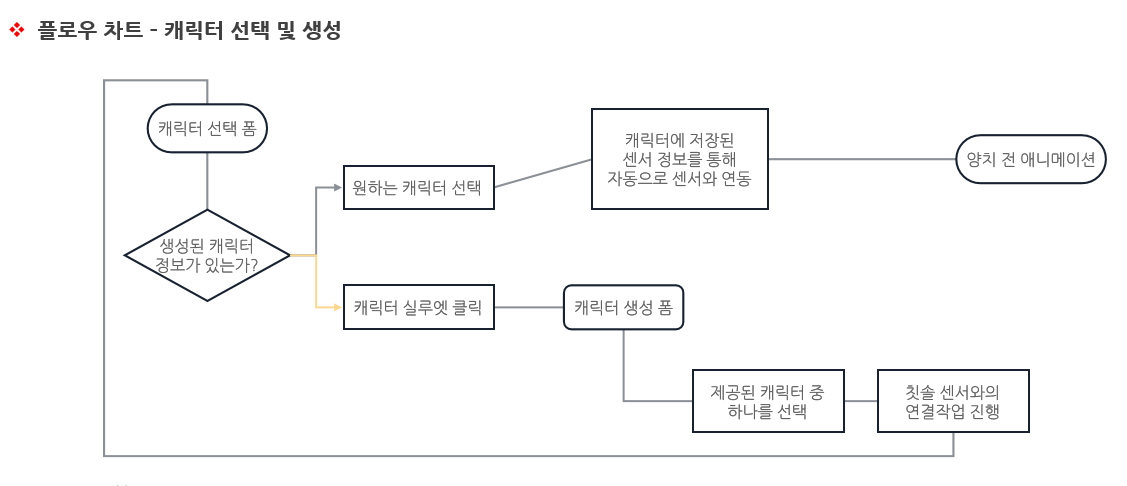 플로우 차트 - 캐릭터 선택 및 생성
캐릭터 선택 폼
생성된 캐릭터
정보가 있는가?
원하는 캐릭터 선택
캐릭터에 저장된
센서 정보를 통해
자동으로 센서와 연동
양치 전 애니메이션
캐릭터 실루엣 클릭
캐릭터 생성 폼
제공된 캐릭터 중
하나를 선택
칫솔 센서와의
연결작업 진행